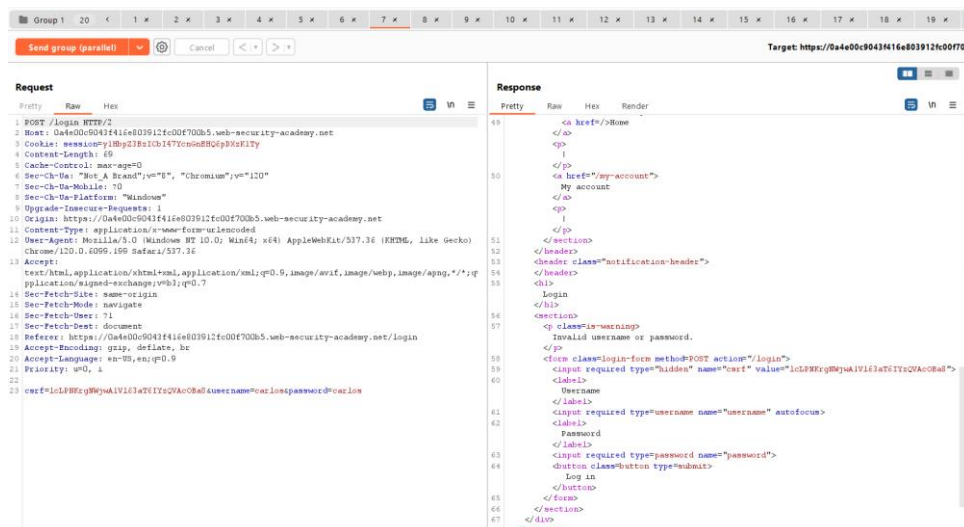 Group 1 20 < 1 × 2 × 3 × 4 × 5 × 6 × 7 × 8 × 9 × 10 × 11 × 12 × 13 × 14 × 15 × 16 × 17 × 18 × 19 ×
Send group (parallel) Cancel < >
Target: https://0a4e00c9043f416e803912fc00f70
Request
Pretty Raw Hex
\n
1 POST /login HTTP/2
2 Host: 0a4e00c9043f416e803912fc00f700b5.web-security-academy.net
3 Cookie: session=
4 Content-Length: 69
5 Cache-Control: max-age=0
6 Sec-Ch-Ua: "Not_A Brand";v="8", "Chromium";v="120"
7 Sec-Ch-Ua-Mobile: ?0
8 Sec-Ch-Ua-Platform: "Windows"
9 Upgrade-Insecure-Requests: 1
10 Origin: https://0a4e00c9043f416e803912fc00f700b5.web-security-academy.net
11 Content-Type: application/x-www-form-urlencoded
12 User-Agent: Mozilla/5.0 (Windows NT 10.0; Win64; x64) AppleWebKit/537.36 (KHTML, like Gecko)
Chrome/120.0.6099.199 Safari/537.36
13 Accept:
text/html,application/xhtml+xml,application/xml;q=0.9,image/avif,image/webp,image/apng,*/*;q
pplication/signed-exchange;v=b3;q=0.7
14 Sec-Fetch-Site: same-origin
15 Sec-Fetch-Mode: navigate
16 Sec-Fetch-User: ?1
17 Sec-Fetch-Dest: document
18 Referer: https://0a4e00c9043f416e803912fc00f700b5.web-security-academy.net/login
19 Accept-Encoding: gzip, deflate, br
20 Accept-Language: en-US,en;q=0.9
21 Priority: u=0, i
22
23 csrf=&username=carlos&password=carlos
Response
Pretty Raw Hex Render
\n
49 <a href=/>Home
</a>
<p>
|
</p>
50 <a href="/my-account">
My account
</a>
<p>
|
</p>
51 </section>
52 </header>
53 <header class="notification-header">
54 </header>
55 <h1>
Login
</h1>
56 <section>
57 <p class=is-warning>
Invalid username or password.
</p>
58 <form class=login-form method=POST action="/login">
59 <input required type="hidden" name="csrf" value="">
60 <label>
Username
</label>
61 <input required type=username name="username" autofocus>
62 <label>
Password
</label>
63 <input required type=password name="password">
64 <button class=button type=submit>
Log in
</button>
65 </form>
66 </section>
67 </div>